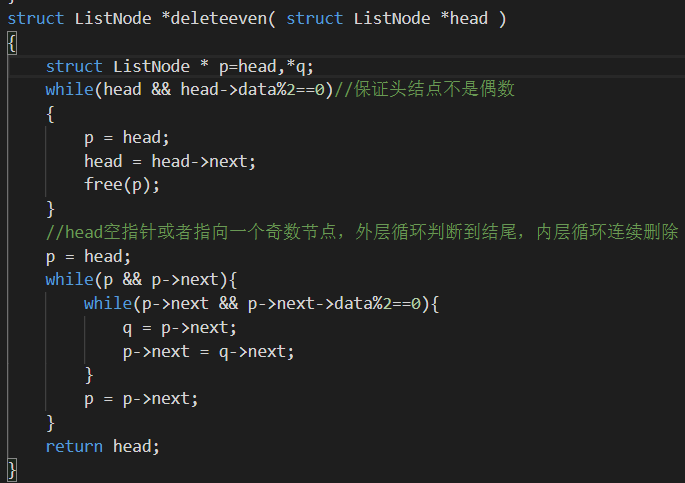 struct ListNode *deleteeven( struct ListNode *head )
{
    struct ListNode * p=head,*q;
    while(head && head->data%2==0)//保证头结点不是偶数
    {
        p = head;
        head = head->next;
        free(p);
    }
    //head空指针或者指向一个奇数节点，外层循环判断到结尾，内层循环连续删除
    p = head;
    while(p && p->next){
        while(p->next && p->next->data%2==0){
            q = p->next;
            p->next = q->next;
        }
        p = p->next;
    }
    return head;
}